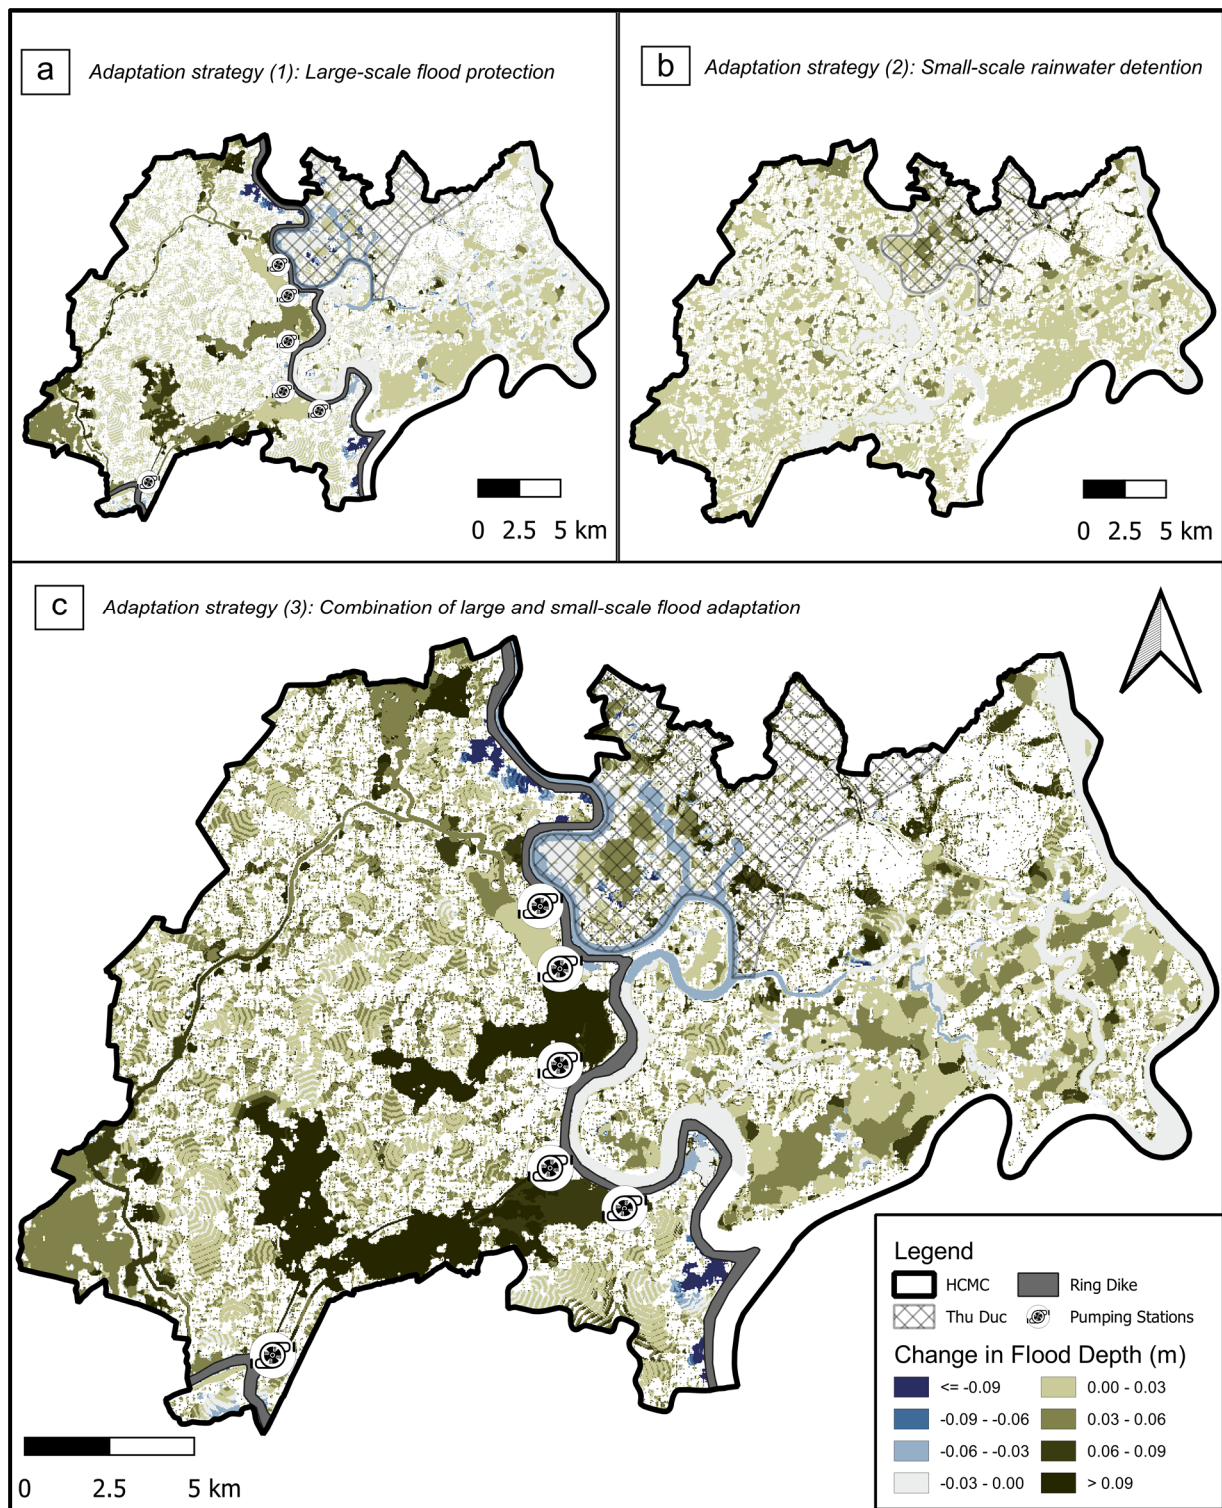 a
Adaptation strategy (1): Large-scale flood protection
0 2.5 5 km
b
Adaptation strategy (2): Small-scale rainwater detention
0 2.5 5 km
c
Adaptation strategy (3): Combination of large and small-scale flood adaptation
0 2.5 5 km
Legend
HCMC
Ring Dike
Thu Duc
Pumping Stations
Change in Flood Depth (m)
<= -0.09
0.00 - 0.03
-0.09 - -0.06
0.03 - 0.06
-0.06 - -0.03
0.06 - 0.09
-0.03 - 0.00
> 0.09